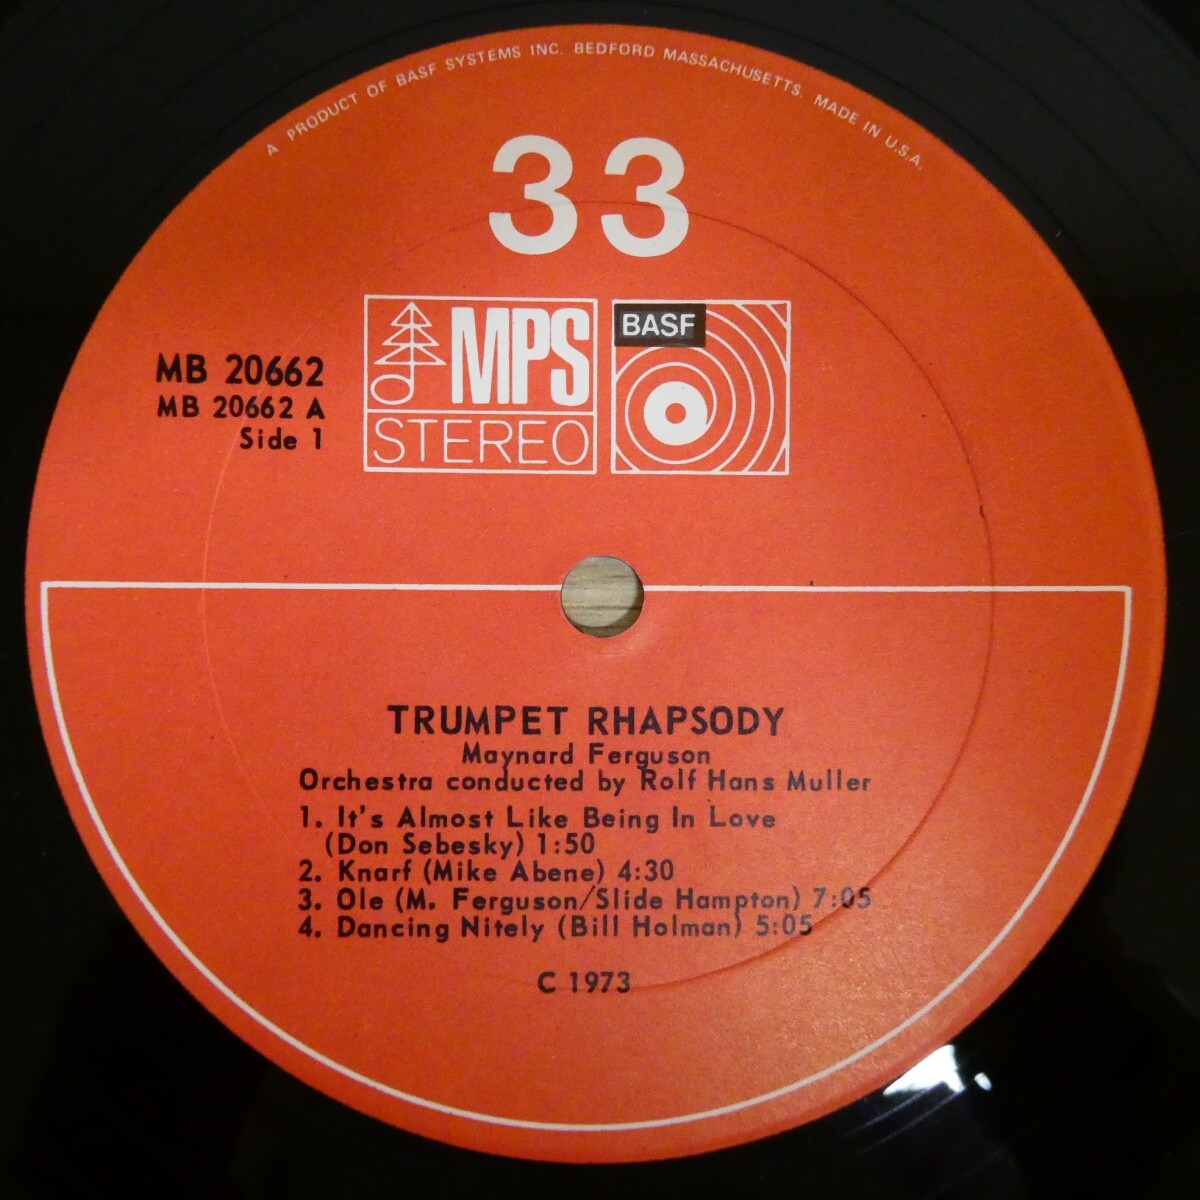 A PRODUCT OF BASF SYSTEMS INC. BEDFORD MASSACHUSETTS. MADE IN U.S.A.
33
MPS
STEREO
BASF
MB 20662
MB 20662 A
Side 1
TRUMPET RHAPSODY
Maynard Ferguson
Orchestra conducted by Rolf Hans Muller
1. It's Almost Like Being In Love
(Don Sebesky) 1:50
2. Knarf (Mike Abene) 4:30
3. Ole (M. Ferguson/Slide Hampton) 7:05
4. Dancing Nitely (Bill Holman) 5:05
C 1973